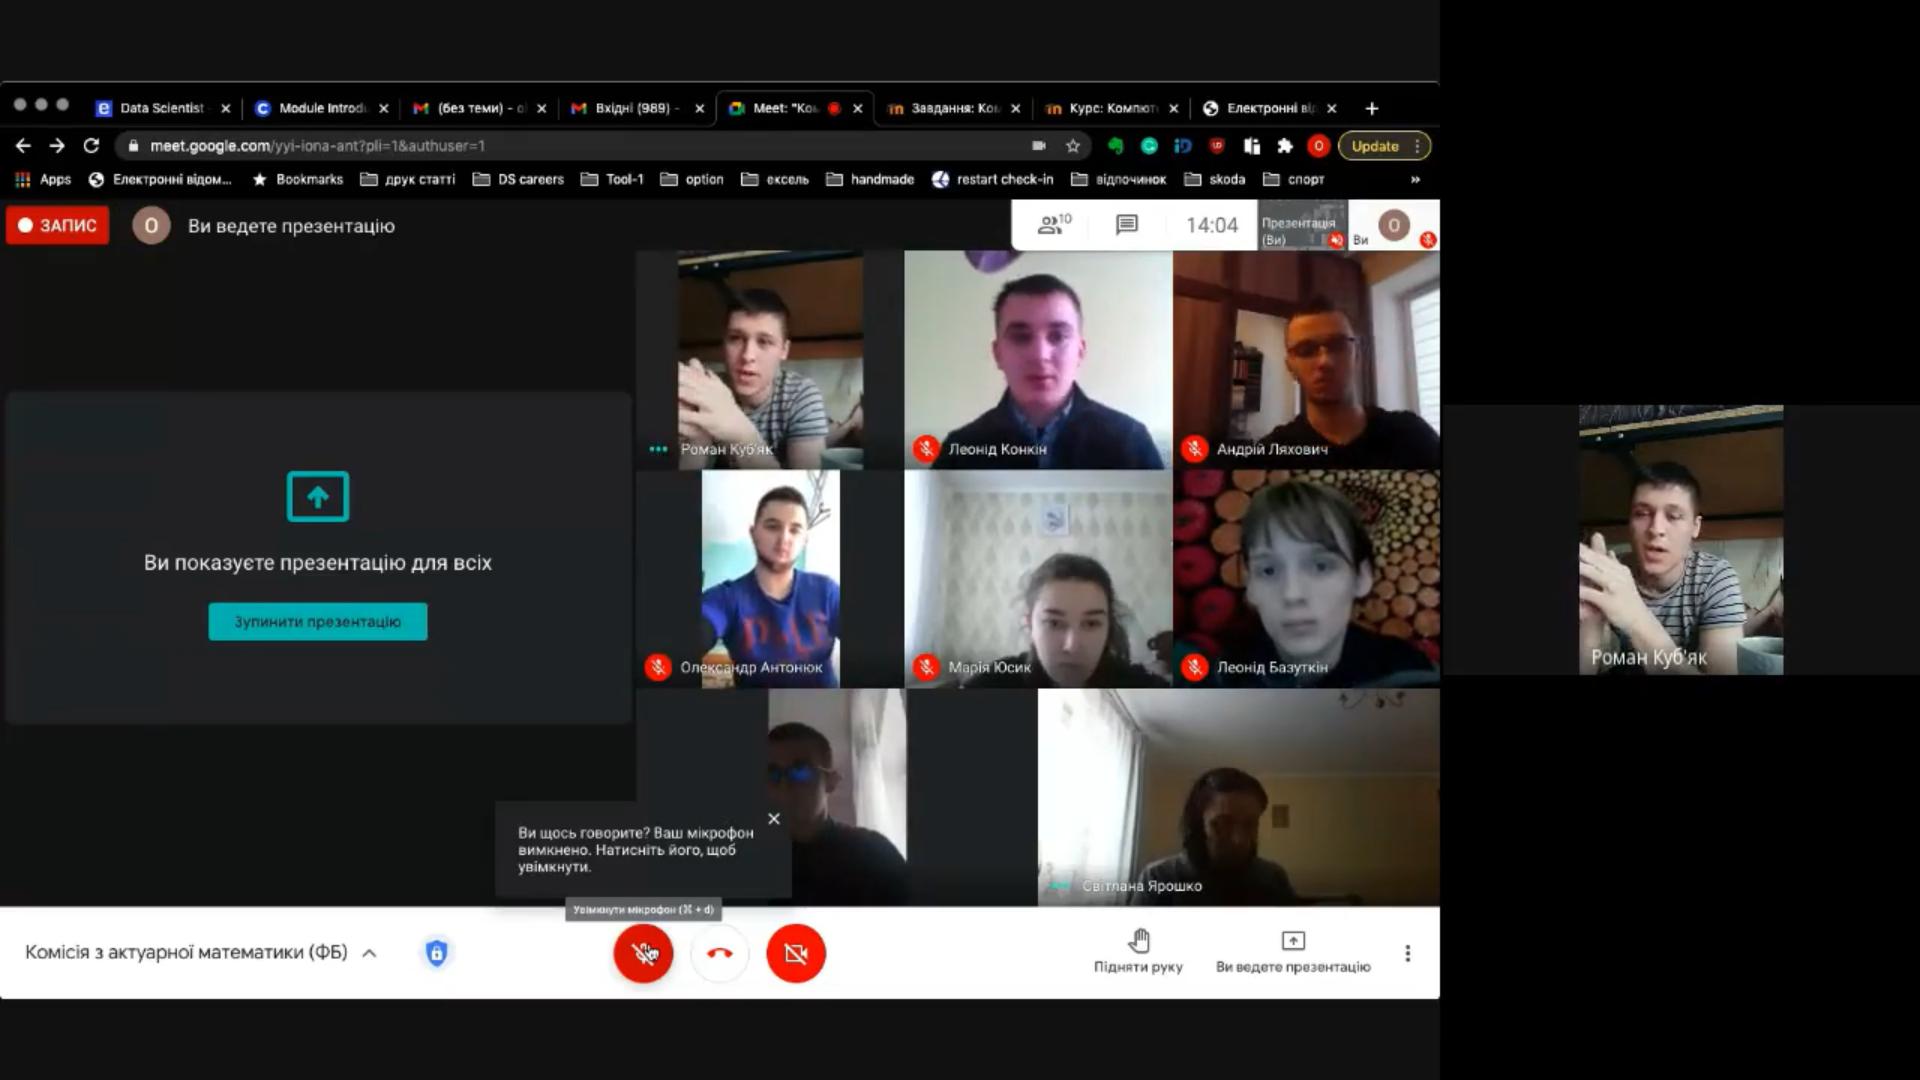 Data Scientist
Module Introd
(без теми) - o
Вхідні (989) -
Meet: "Ко
Завдання: Ко
Курс: Компют
Електронні ві
meet.google.com/yyi-iona-ant?pli=1&authuser=1
Update
Apps
Електронні відом...
Bookmarks
друк статті
DS careers
Tool-1
option
ексель
handmade
restart check-in
відпочинок
skoda
спорт
»
ЗАПИС
О
Ви ведете презентацію
10
14:04
Презентація
(Ви)
Ви
О
Роман Куб'як
Леонід Конкін
Андрій Ляхович
Ви показуєте презентацію для всіх
Зупинити презентацію
Олександр Антонюк
Марія Юсик
Леонід Базуткін
Роман Куб'як
Ви щось говорите? Ваш мікрофон
вимкнено. Натисніть його, щоб
увімкнути.
Світлана Ярошко
Увімкнути мікрофон (⌘ + d)
Комісія з актуарної математики (ФБ)
Підняти руку
Ви ведете презентацію